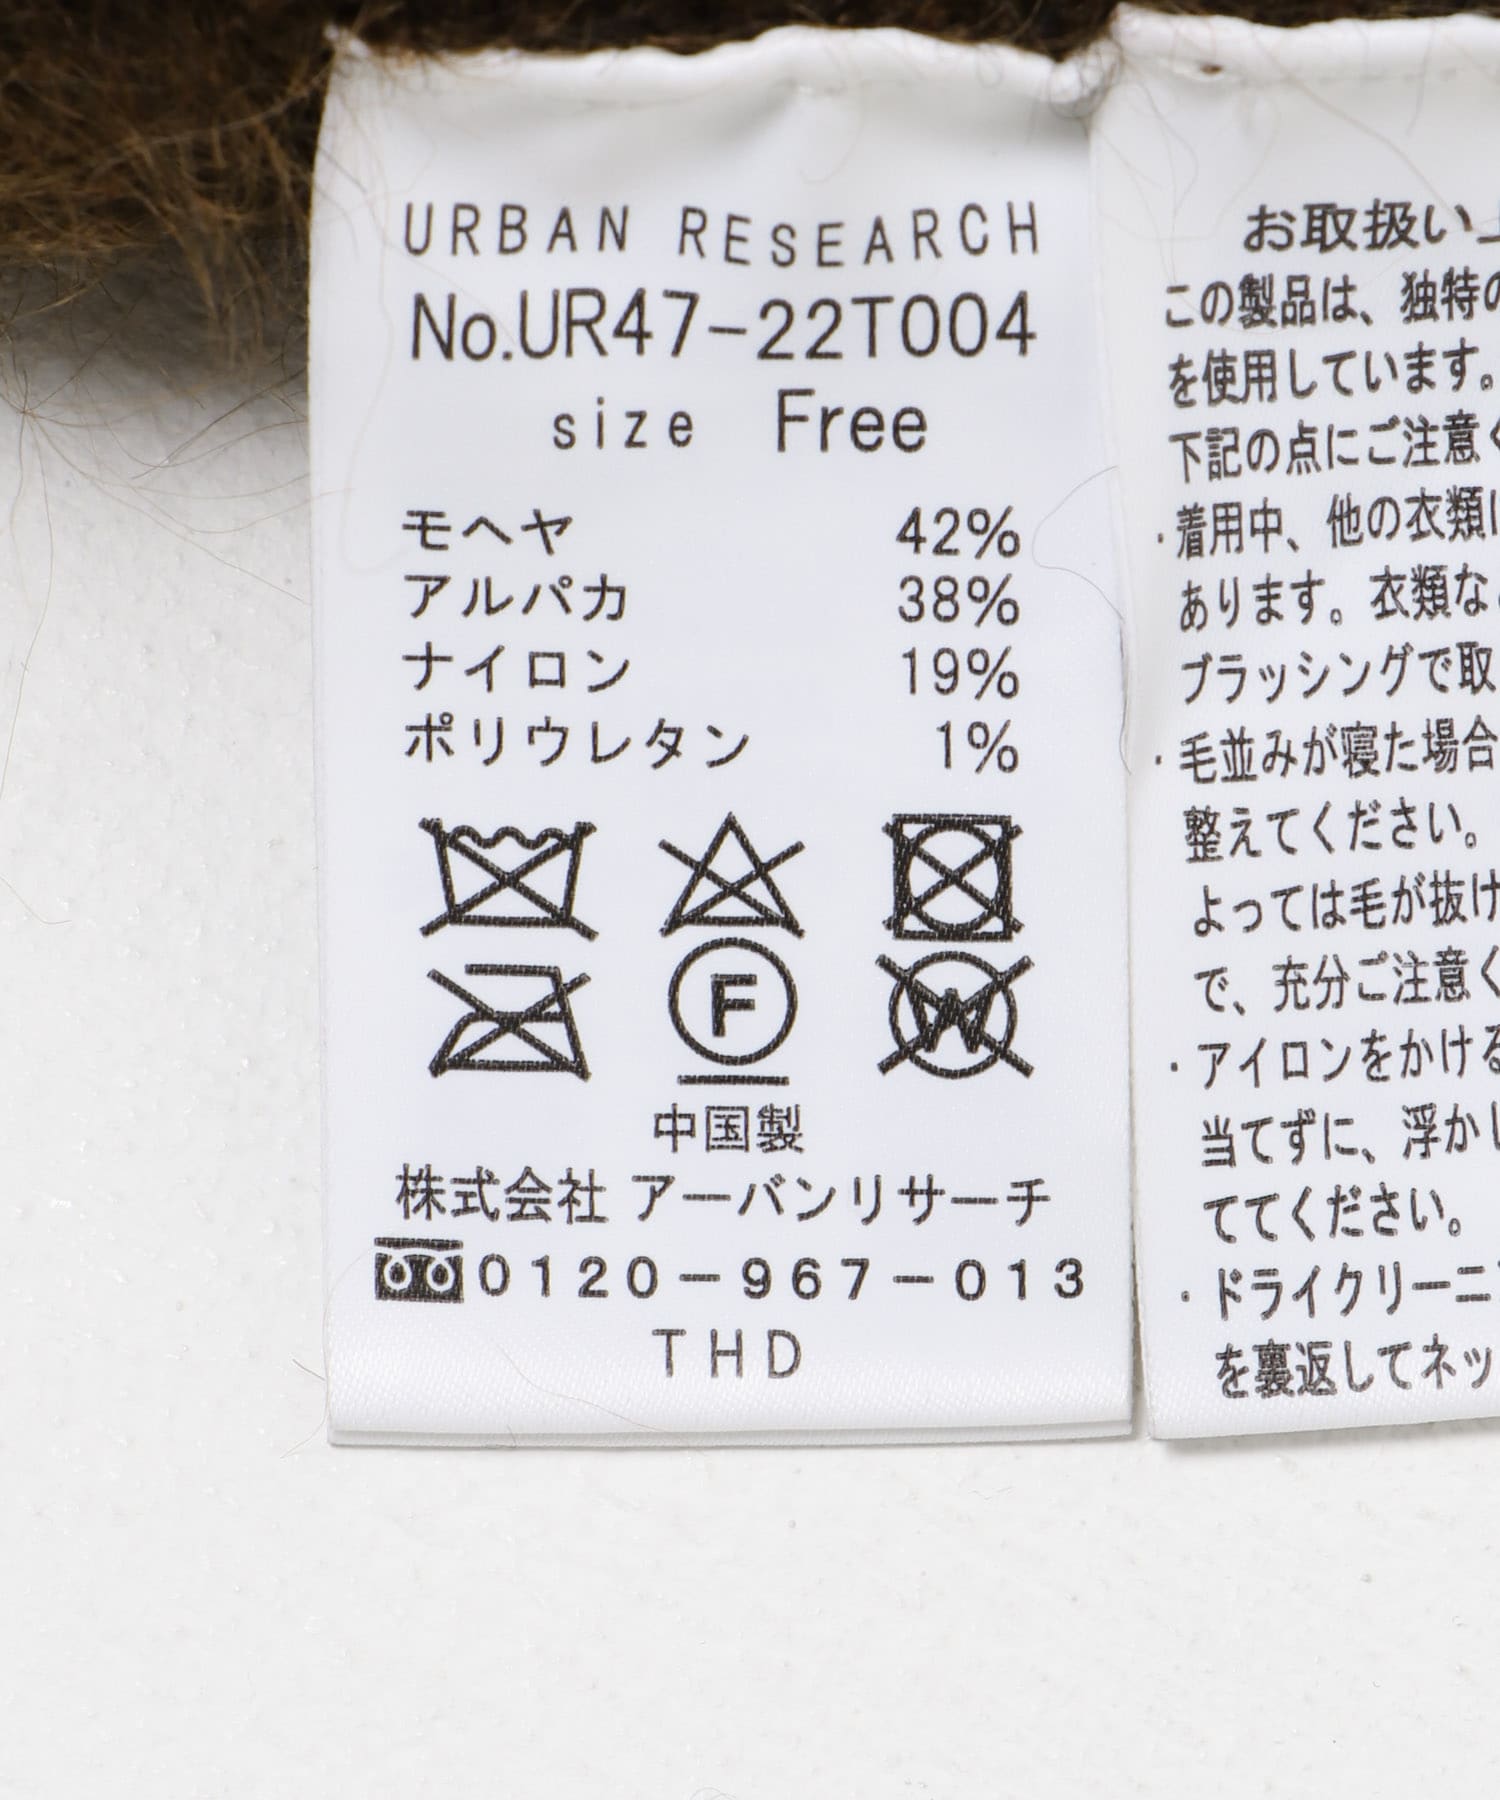 URBAN RESEARCH
No.UR47-22T004
size Free
モヘヤ 42%
アルパカ 38%
ナイロン 19%
ポリウレタン 1%
F
W
中国製
株式会社 アーバンリサーチ
0120-967-013
THD
お取扱い上
この製品は、独特の
を使用しています。
下記の点にご注意く
・着用中、他の衣類に
あります。衣類な
ブラッシングで取
・毛並みが寝た場合
整えてください。
よっては毛が抜け
で、充分ご注意く
・アイロンをかける
当てずに、浮かし
ててください。
・ドライクリーニン
を裏返してネッ